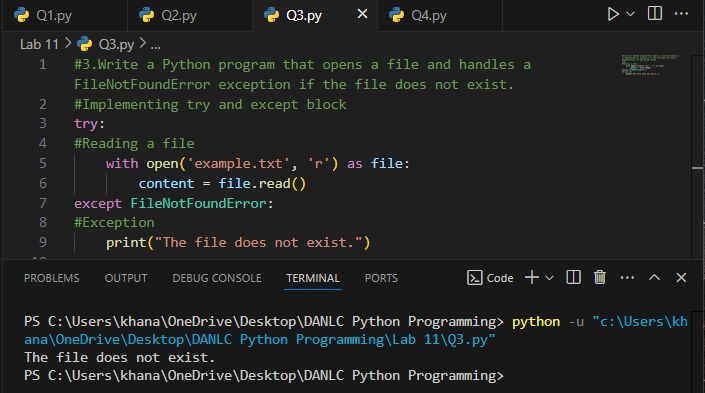 Q1.py Q2.py Q3.py Q4.py
Lab 11 > Q3.py > ...
1 #3.Write a Python program that opens a file and handles a
FileNotFoundError exception if the file does not exist.
2 #Implementing try and except block
3 try:
4 #Reading a file
5 with open('example.txt', 'r') as file:
6 content = file.read()
7 except FileNotFoundError:
8 #Exception
9 print("The file does not exist.")
PROBLEMS OUTPUT DEBUG CONSOLE TERMINAL PORTS Code
PS C:\Users\khana\OneDrive\Desktop\DANLC Python Programming> python -u "c:\Users\kh
ana\OneDrive\Desktop\DANLC Python Programming\Lab 11\Q3.py"
The file does not exist.
PS C:\Users\khana\OneDrive\Desktop\DANLC Python Programming>